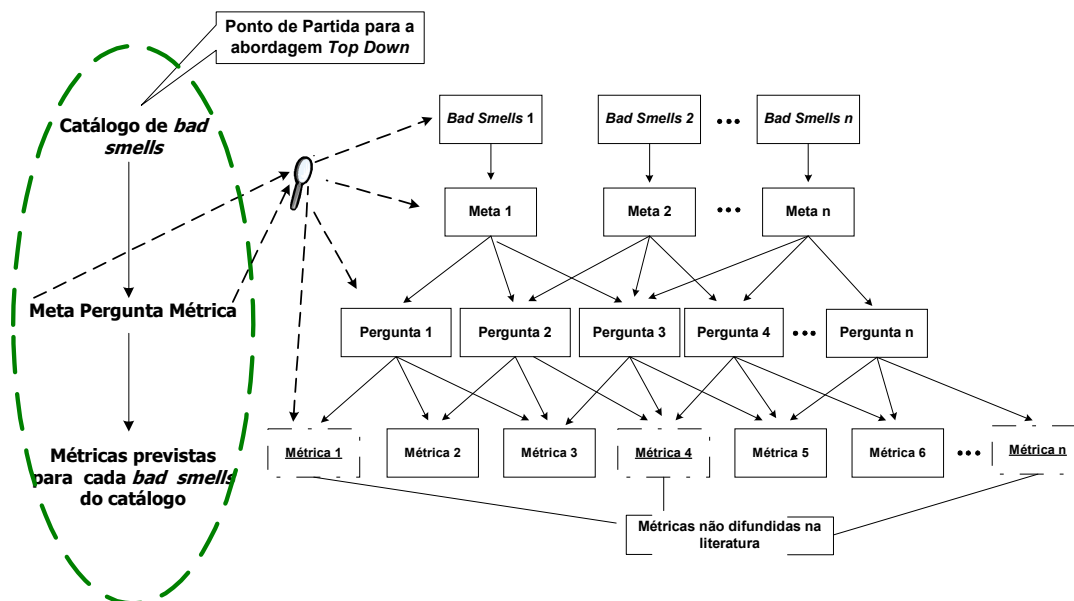 Ponto de Partida para a
abordagem Top Down
Catálogo de bad
smells
Meta Pergunta Métrica
Métricas previstas
para cada bad smells
do catálogo
Bad Smells 1
Bad Smells 2
•••
Bad Smells n
Meta 1
Meta 2
•••
Meta n
Pergunta 1
Pergunta 2
Pergunta 3
Pergunta 4
•••
Pergunta n
Métrica 1
Métrica 2
Métrica 3
Métrica 4
Métrica 5
Métrica 6
•••
Métrica n
Métricas não difundidas na
literatura